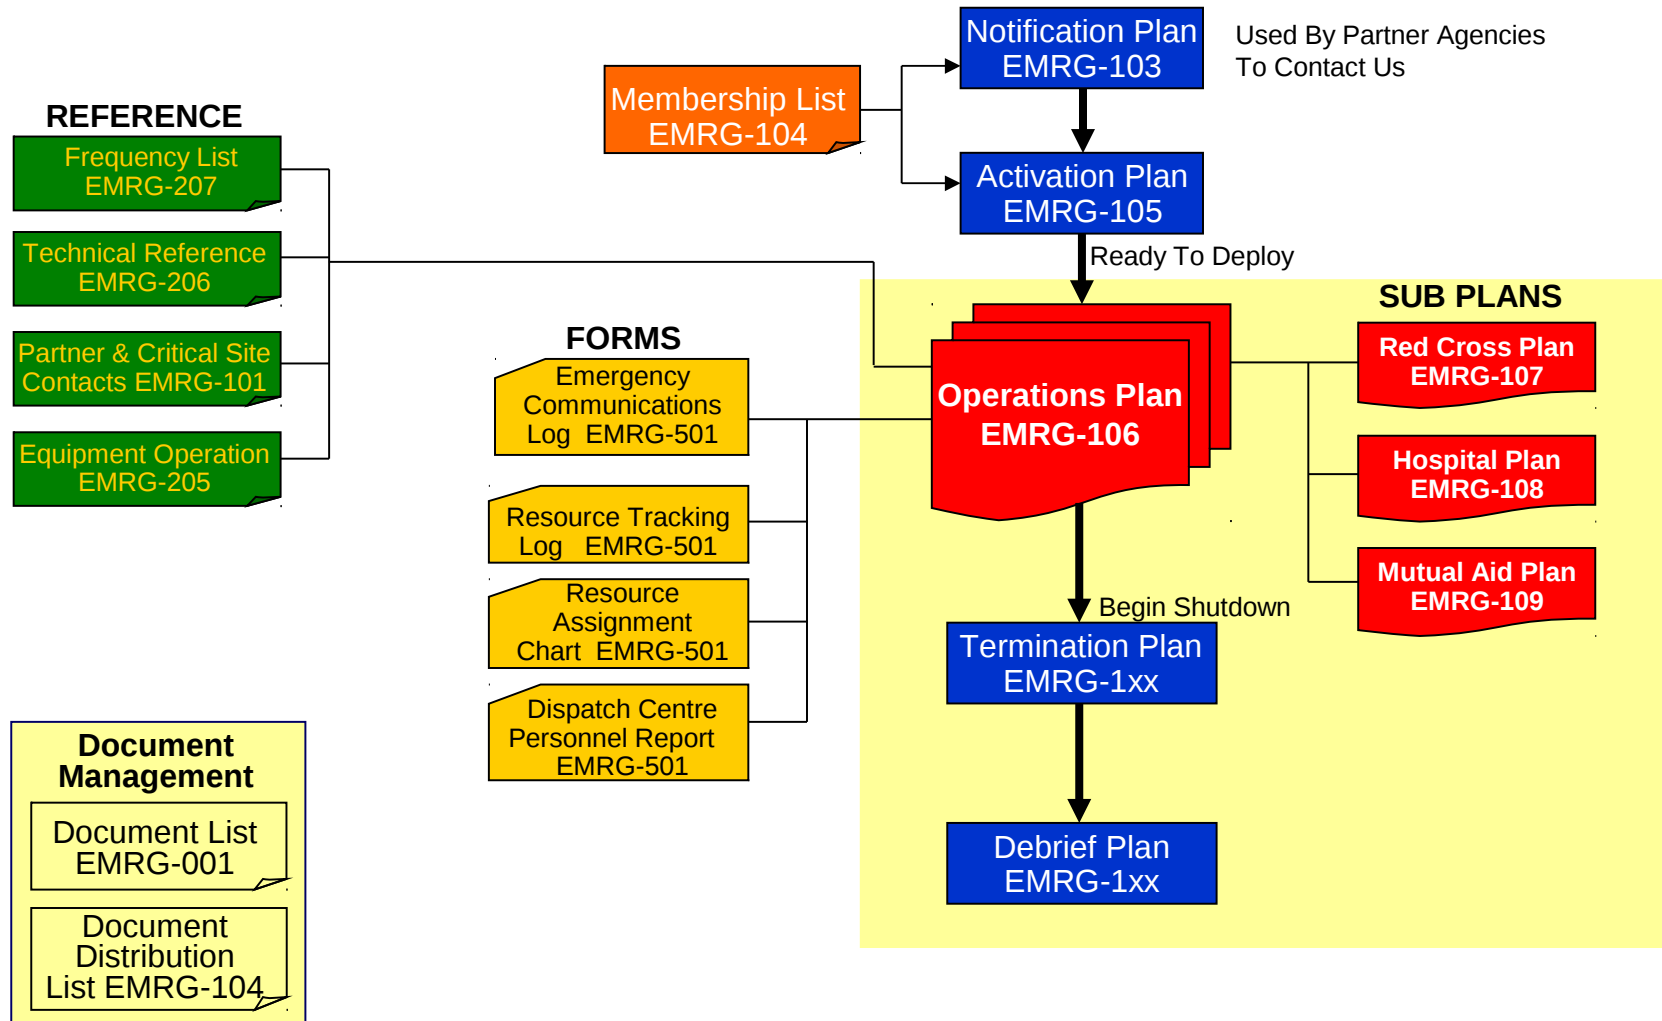 Notification Plan
EMRG-103
Used By Partner Agencies
To Contact Us
Membership List
EMRG-104
Activation Plan
EMRG-105
Ready To Deploy
REFERENCE
Frequency List
EMRG-207
Technical Reference
EMRG-206
Partner & Critical Site
Contacts EMRG-101
Equipment Operation
EMRG-205
FORMS
Emergency
Communications
Log EMRG-501
Resource Tracking
Log EMRG-501
Resource
Assignment
Chart EMRG-501
Dispatch Centre
Personnel Report
EMRG-501
Operations Plan
EMRG-106
SUB PLANS
Red Cross Plan
EMRG-107
Hospital Plan
EMRG-108
Mutual Aid Plan
EMRG-109
Begin Shutdown
Termination Plan
EMRG-1xx
Debrief Plan
EMRG-1xx
Document
Management
Document List
EMRG-001
Document
Distribution
List EMRG-104